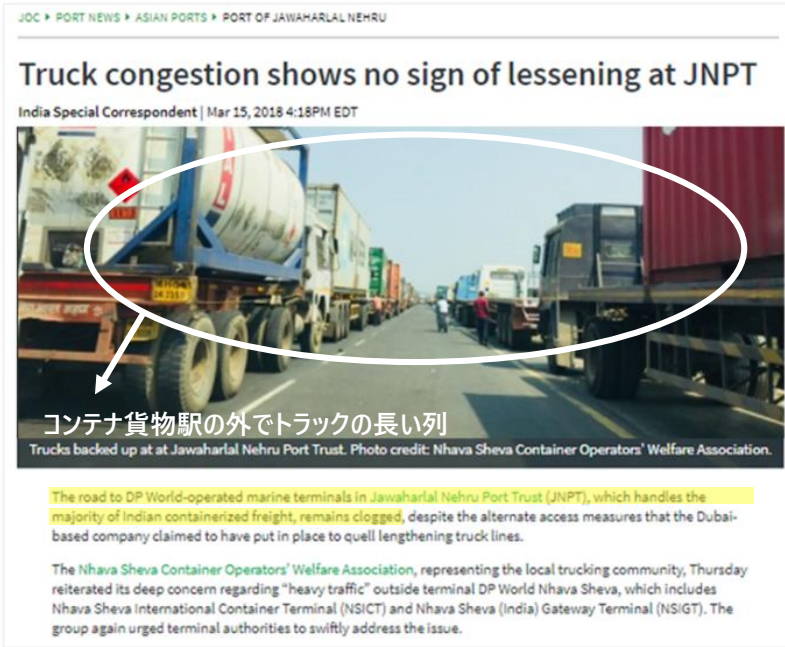 JOC ▸ PORT NEWS ▸ ASIAN PORTS ▸ PORT OF JAWAHARLAL NEHRU
Truck congestion shows no sign of lessening at JNPT
India Special Correspondent | Mar 15, 2018 4:18PM EDT
コンテナ貨物駅の外でトラックの長い列
Trucks backed up at at Jawaharlal Nehru Port Trust. Photo credit: Nhava Sheva Container Operators' Welfare Association.
The road to DP World-operated marine terminals in Jawaharlal Nehru Port Trust (JNPT), which handles the
majority of Indian containerized freight, remains clogged, despite the alternate access measures that the Dubai-
based company claimed to have put in place to quell lengthening truck lines.
The Nhava Sheva Container Operators' Welfare Association, representing the local trucking community, Thursday
reiterated its deep concern regarding “heavy traffic” outside terminal DP World Nhava Sheva, which includes
Nhava Sheva International Container Terminal (NSICT) and Nhava Sheva (India) Gateway Terminal (NSIGT). The
group again urged terminal authorities to swiftly address the issue.